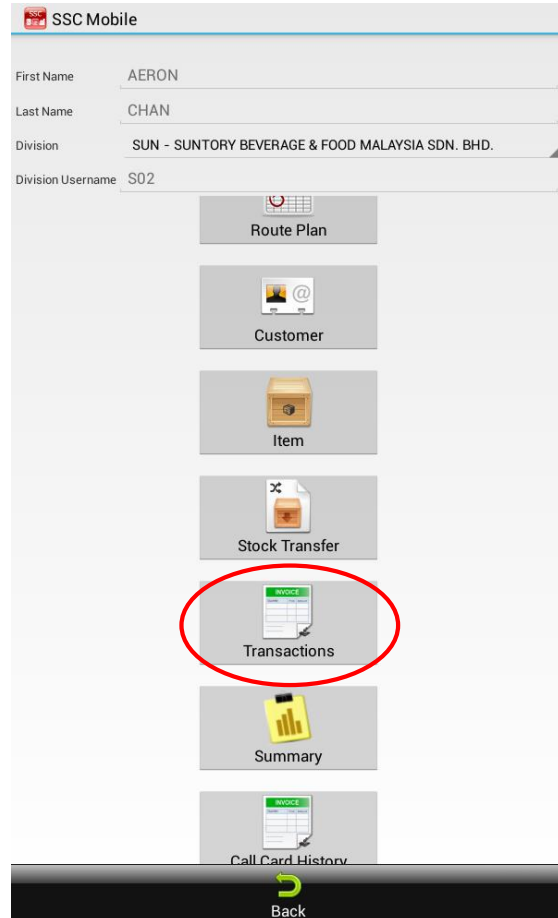 SSC
SSC Mobile
First Name AERON
Last Name CHAN
Division SUN - SUNTORY BEVERAGE & FOOD MALAYSIA SDN. BHD.
Division Username S02
Route Plan
@
Customer
Item
Stock Transfer
INVOICE
Transactions
Summary
INVOICE
Call Card History
Back